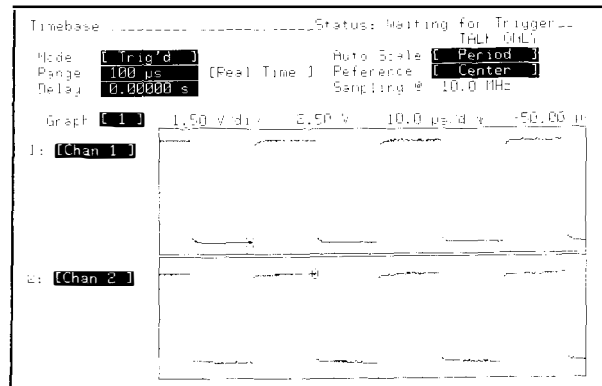 Timebase Status: Waiting for Trigger
TALK ONLY
Mode [ Trig'd ] Auto Scale [ Period ]
Range 100 µs [Real Time ] Reference [ Center ]
Delay 0.00000 s Sampling @ 10.0 MHz
Graph [ 1 ] 1.50 V/div 2.50 V 10.0 µs/div -50.00 µs
1: [Chan 1 ]
2: [Chan 2 ]